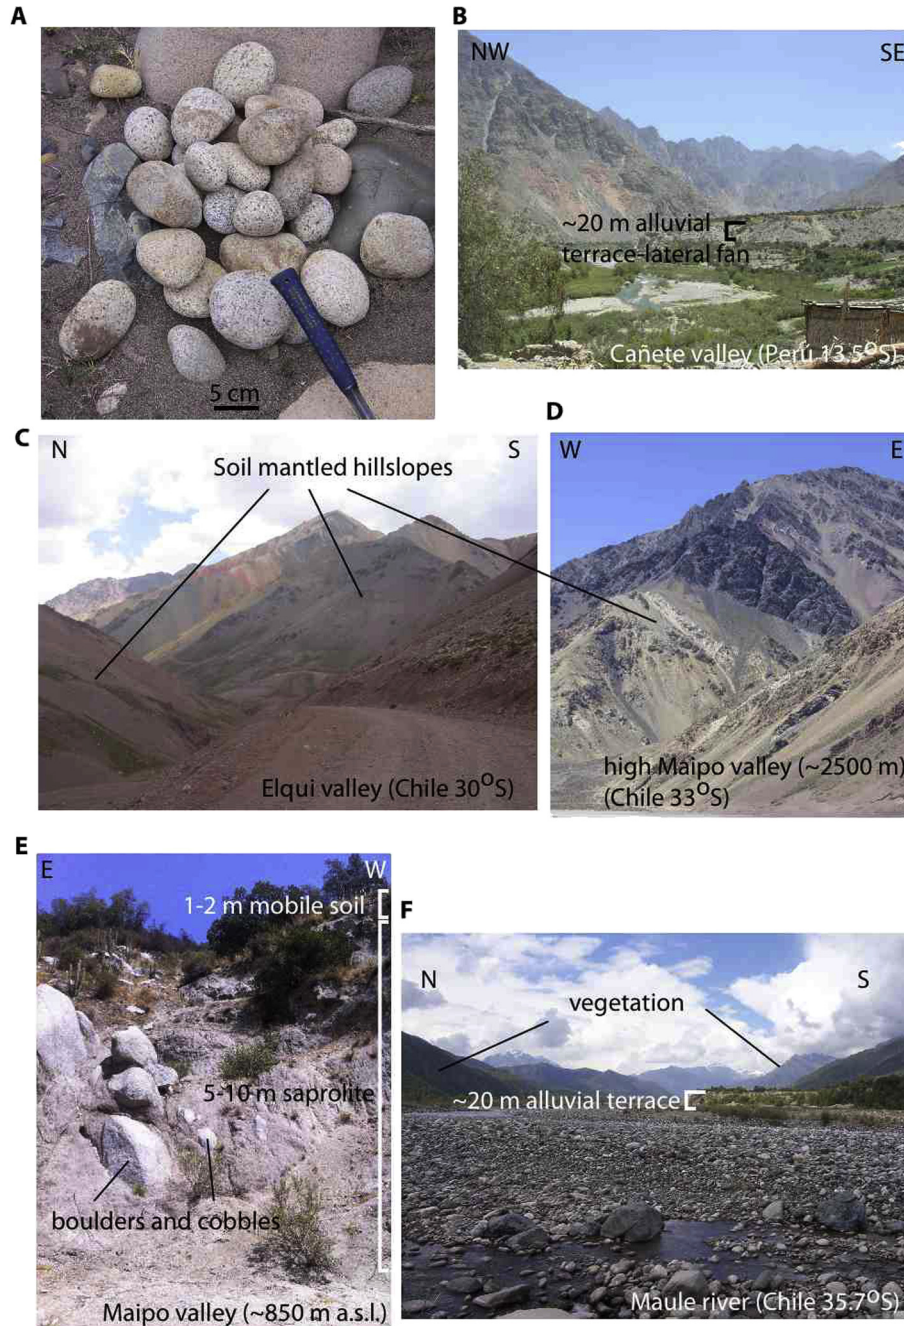 A
5 cm
B
NW
SE
~20 m alluvial
terrace-lateral fan
Cañete valley (Perú 13.5°S)
C
N
S
Soil mantled hillslopes
Elqui valley (Chile 30°S)
D
W
E
high Maipo valley (~2500 m)
(Chile 33°S)
E
E
W
1-2 m mobile soil
5-10 m saprolite
boulders and cobbles
Maipo valley (~850 m a.s.l.)
F
N
S
vegetation
~20 m alluvial terrace
Maule river (Chile 35.7°S)